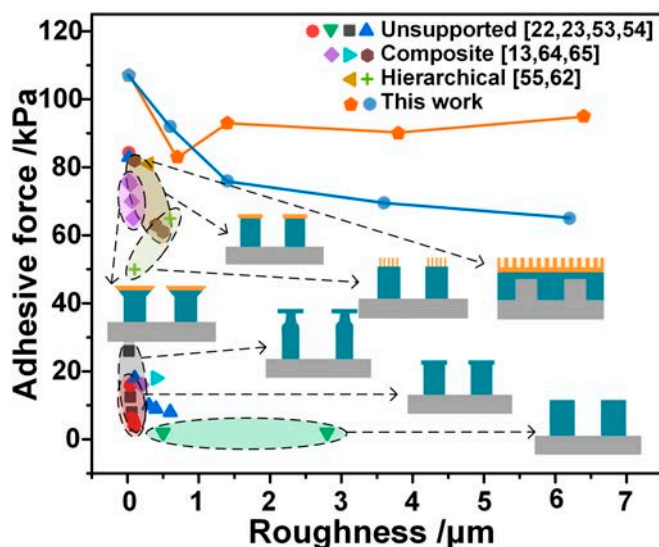 Unsupported [22,23,53,54]
Composite [13,64,65]
Hierarchical [55,62]
This work
Adhesive force /kPa
120
100
80
60
40
20
0
0 1 2 3 4 5 6 7
Roughness /μm